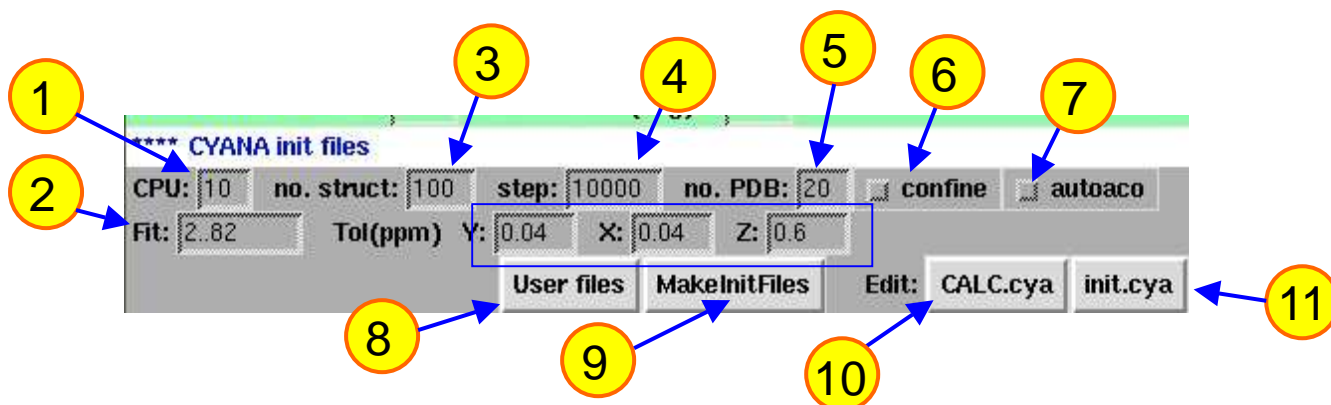 5
3
6
4
7
1
**** CYANA init files
CPU: 10 no. struct: 100 step: 10000 no. PDB: 20 confine autoaco
2
Fit: 2..82 Tol(ppm) Y: 0.04 X: 0.04 Z: 0.6
User files MakeInitFiles Edit: CALC.cya init.cya
11
8
9
10